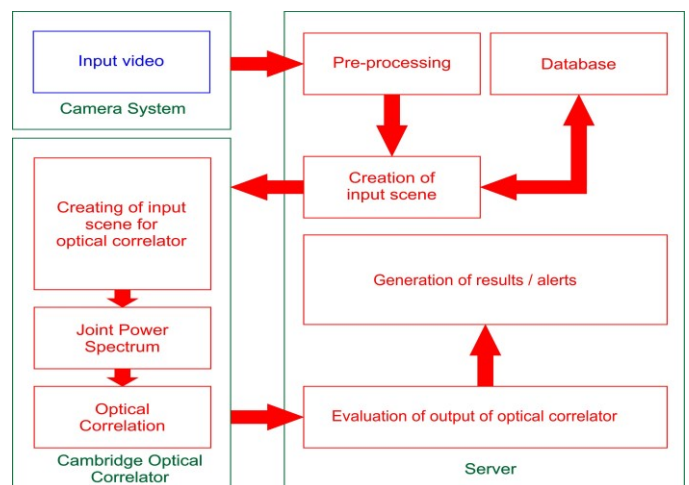 Input video
Camera System
Pre-processing
Database
Creation of
input scene
Creating of input
scene for
optical correlator
Joint Power
Spectrum
Optical
Correlation
Cambridge Optical
Correlator
Generation of results / alerts
Evaluation of output of optical correlator
Server